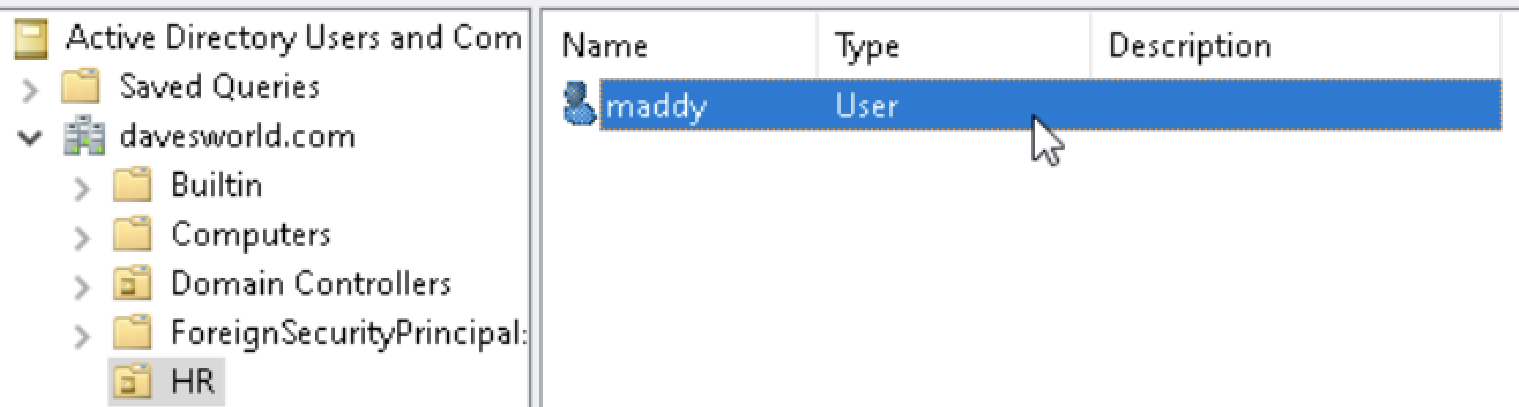 Active Directory Users and Com
Saved Queries
davesworld.com
Builtin
Computers
Domain Controllers
ForeignSecurityPrincipal:
HR
Name Type Description
maddy User